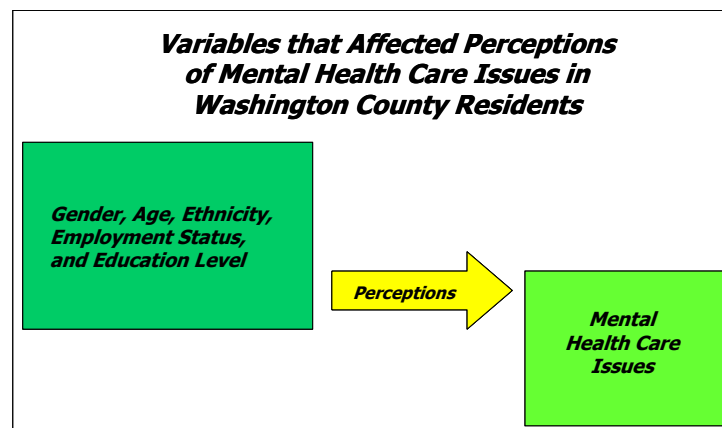 Variables that Affected Perceptions
of Mental Health Care Issues in
Washington County Residents
Gender, Age, Ethnicity,
Employment Status,
and Education Level
Perceptions
Mental
Health Care
Issues